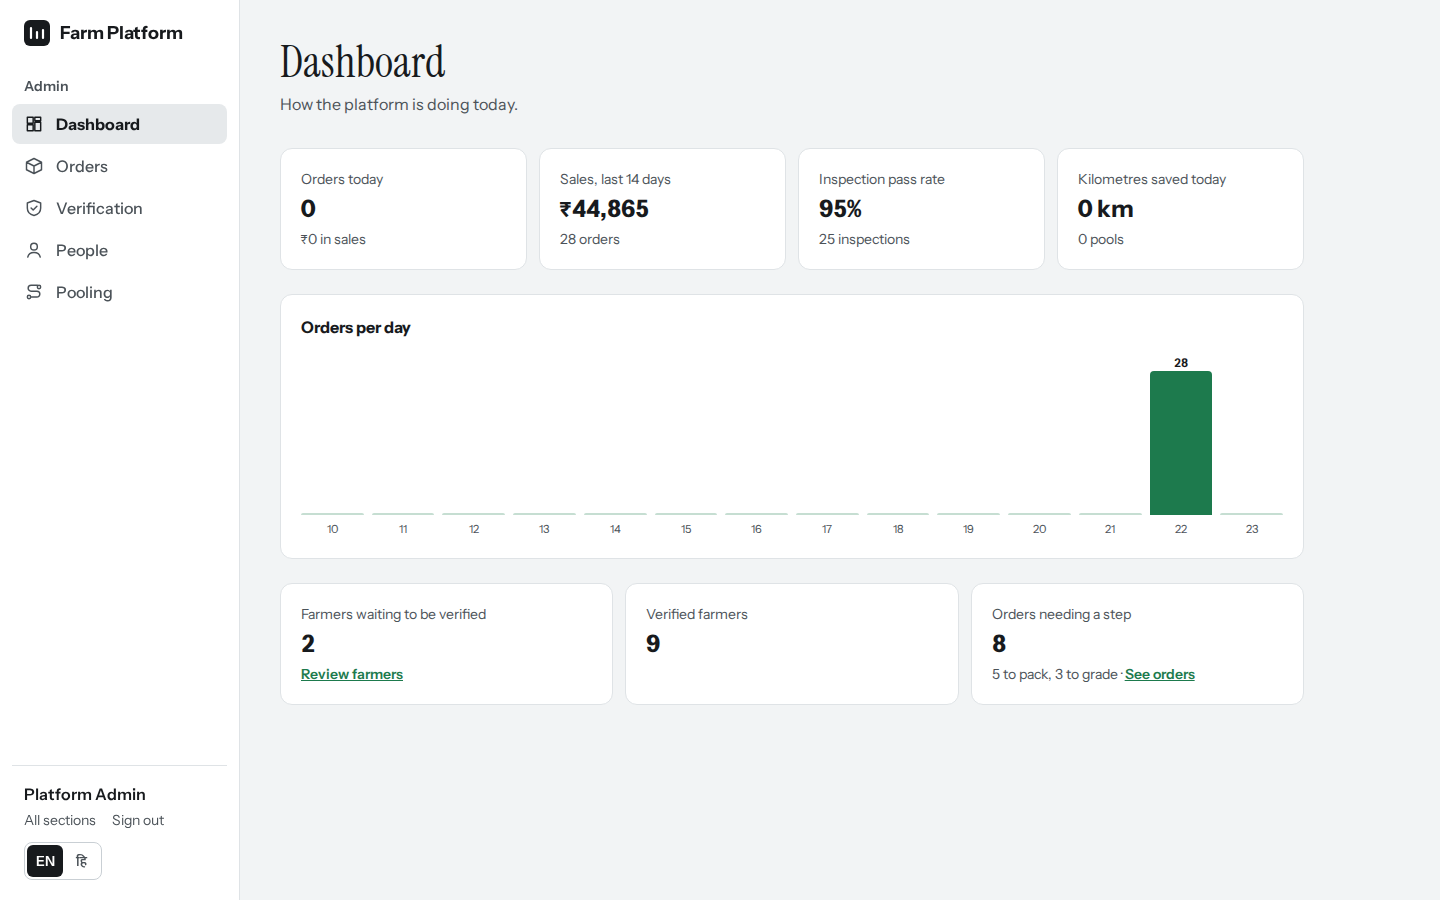 Farm Platform
Admin
Dashboard
Orders
Verification
People
Pooling
Platform Admin
All sections Sign out
EN हि
Dashboard
How the platform is doing today.
Orders today
0
₹0 in sales
Sales, last 14 days
₹44,865
28 orders
Inspection pass rate
95%
25 inspections
Kilometres saved today
0 km
0 pools
Orders per day
28
10 11 12 13 14 15 16 17 18 19 20 21 22 23
Farmers waiting to be verified
2
Review farmers
Verified farmers
9
Orders needing a step
8
5 to pack, 3 to grade · See orders